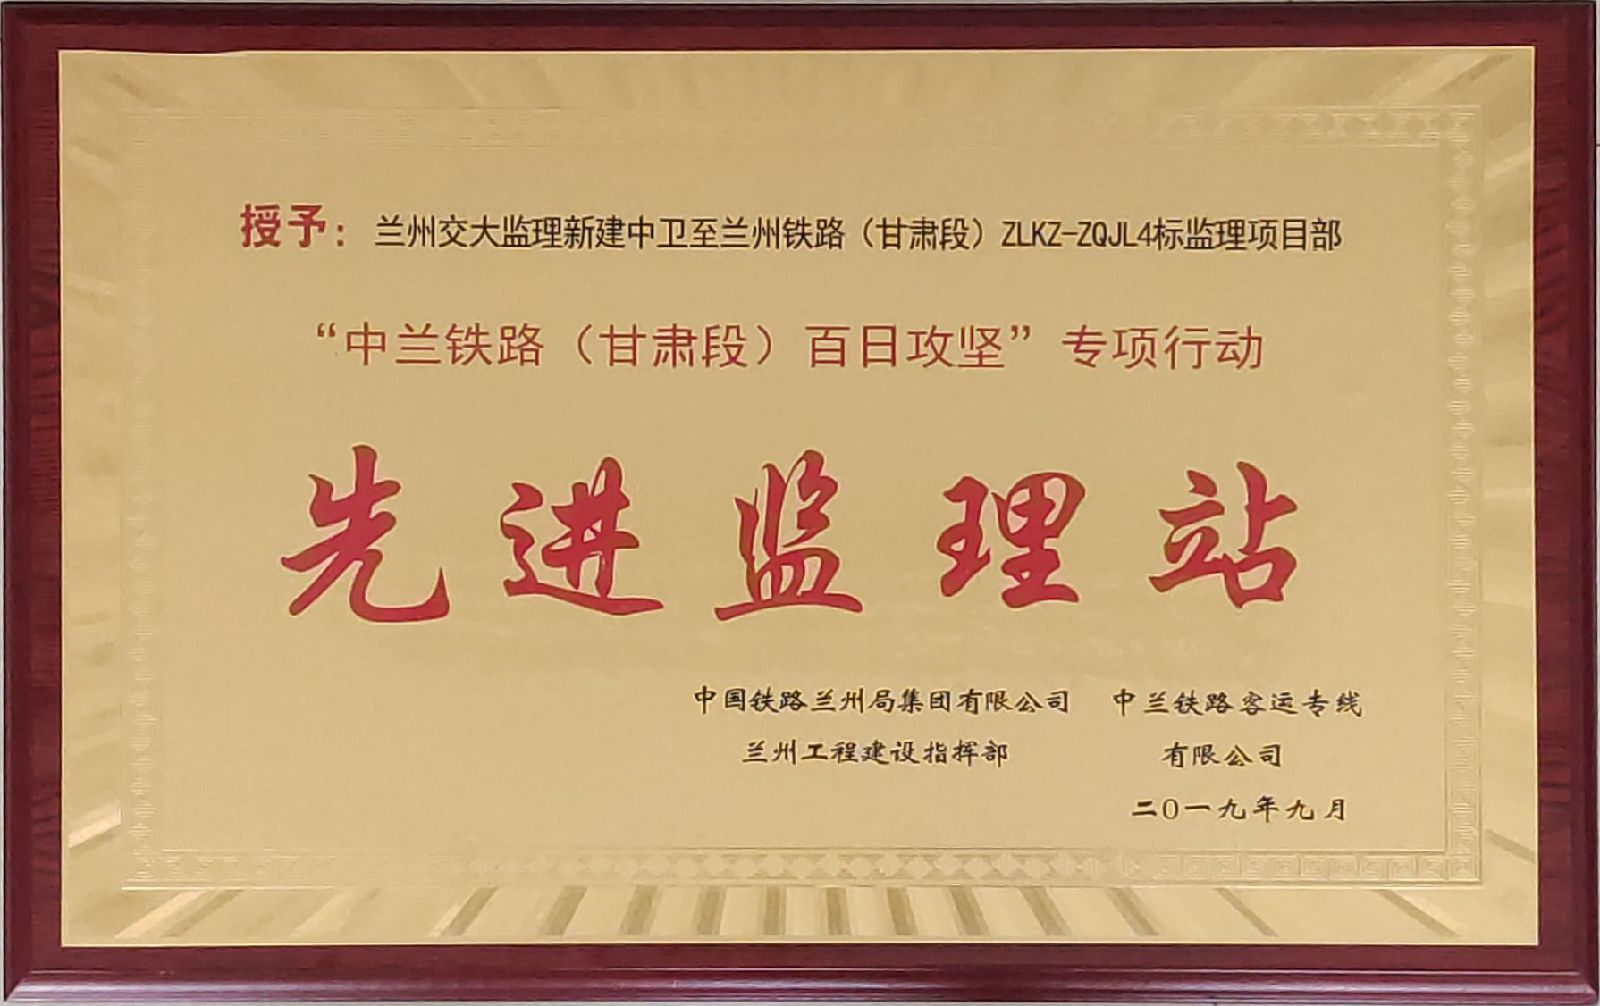 授予：兰州交大监理新建中卫至兰州铁路（甘肃段）ZLKZ-ZQJL4标监理项目部
“中兰铁路（甘肃段）百日攻坚”专项行动
先进监理站
中国铁路兰州局集团有限公司 中兰铁路客运专线
兰州工程建设指挥部 有限公司
二〇一九年九月